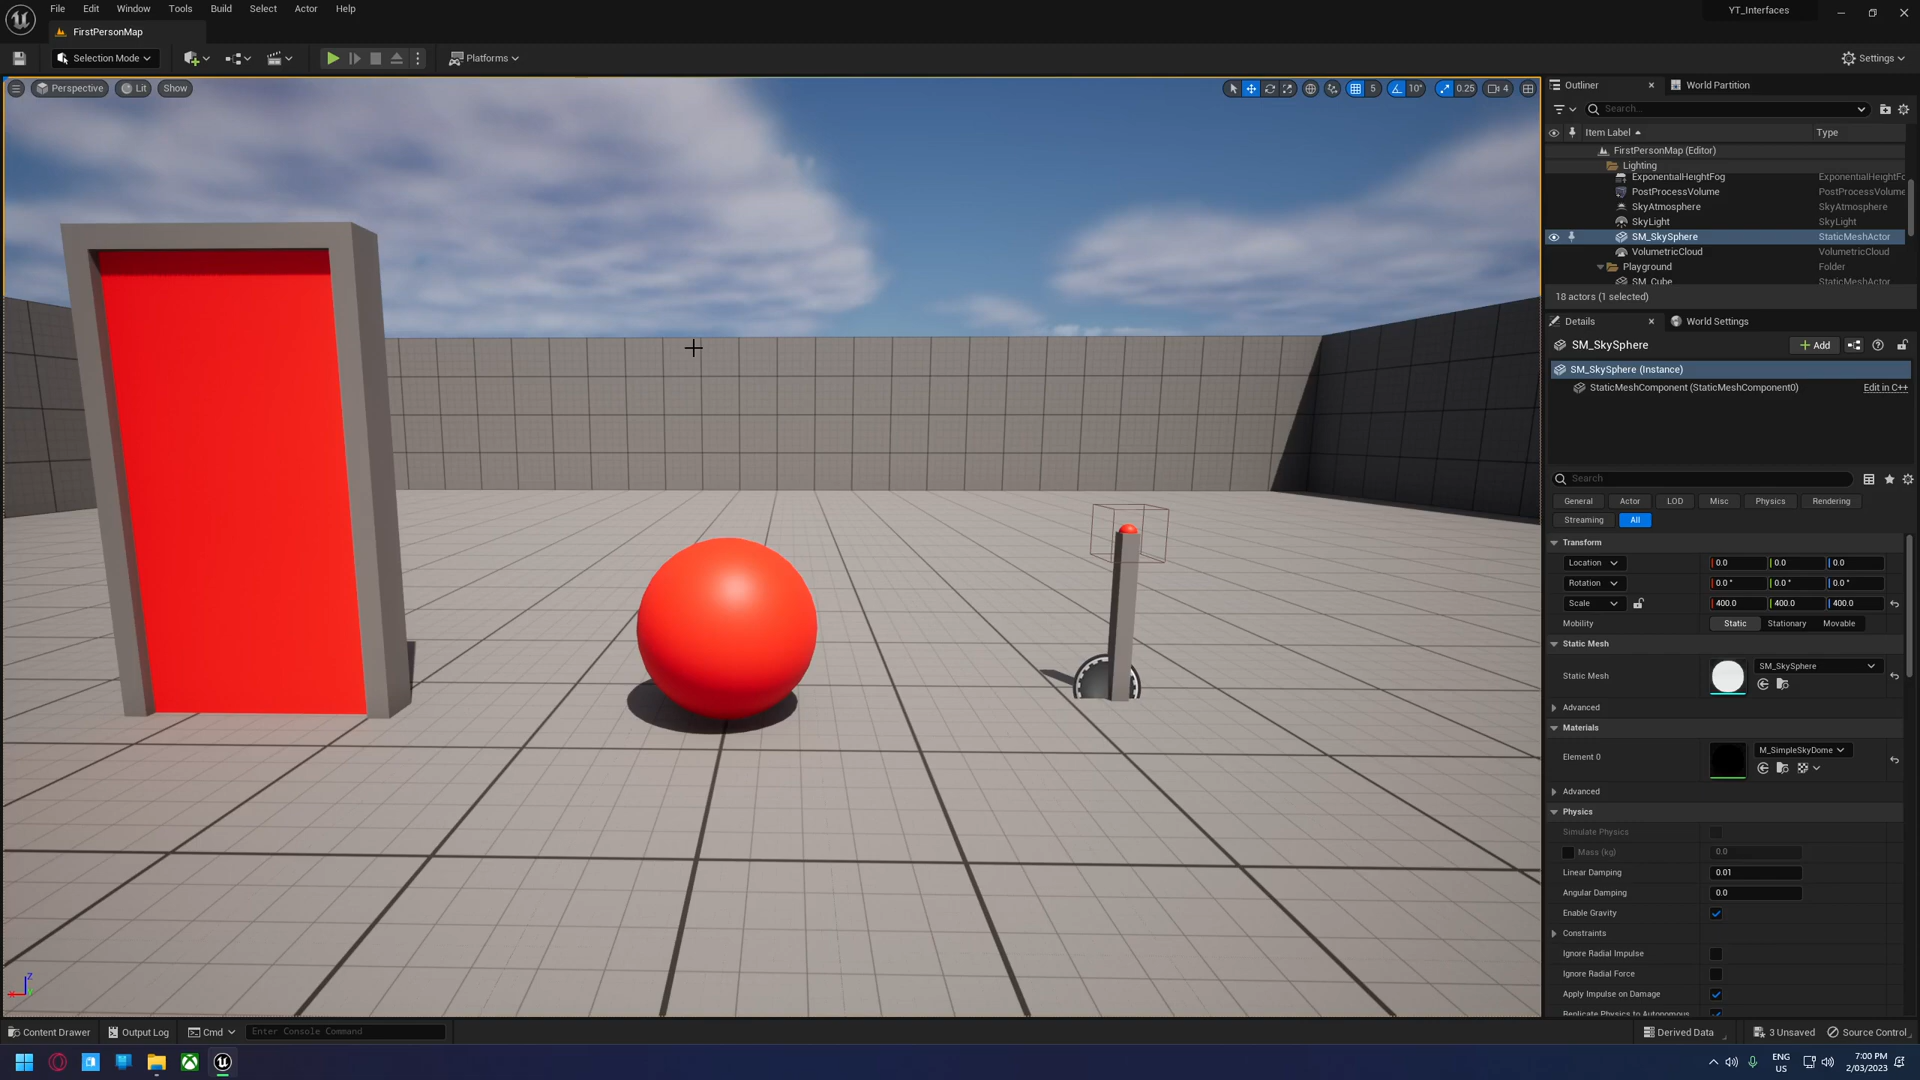 File Edit Window Tools Build Select Actor Help
YT_Interfaces
FirstPersonMap
Selection Mode
Platforms
Settings
Perspective Lit Show
5 10° 0.25 4
Outliner World Partition
Search...
Item Label Type
FirstPersonMap (Editor)
Lighting
ExponentialHeightFog ExponentialHeightFo
PostProcessVolume PostProcessVolume
SkyAtmosphere SkyAtmosphere
SkyLight SkyLight
SM_SkySphere StaticMeshActor
VolumetricCloud VolumetricCloud
Playground Folder
SM_Cube StaticMeshActor
18 actors (1 selected)
Details World Settings
SM_SkySphere
Add
SM_SkySphere (Instance)
StaticMeshComponent (StaticMeshComponent0) Edit in C++
Search
General Actor LOD Misc Physics Rendering
Streaming All
Transform
Location 0.0 0.0 0.0
Rotation 0.0 ° 0.0 ° 0.0 °
Scale 400.0 400.0 400.0
Mobility Static Stationary Movable
Static Mesh
Static Mesh SM_SkySphere
Advanced
Materials
Element 0 M_SimpleSkyDome
Advanced
Physics
Simulate Physics
Mass (kg) 0.0
Linear Damping 0.01
Angular Damping 0.0
Enable Gravity
Constraints
Ignore Radial Impulse
Ignore Radial Force
Apply Impulse on Damage
Replicate Physics to Autonomous
Z
X
Content Drawer Output Log Cmd Enter Console Command
Derived Data 3 Unsaved Source Control
ENG
US
7:00 PM
2/03/2023